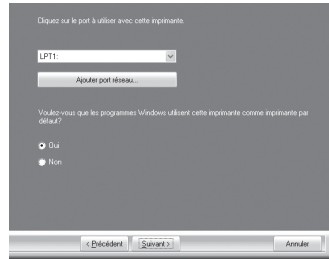 Cliquez sur le port à utiliser avec cette imprimante.
LPT1:
Ajouter port réseau...
Voulez-vous que les programmes Windows utilisent cette imprimante comme imprimante par
défaut?
Oui
Non
< Précédent
Suivant >
Annuler